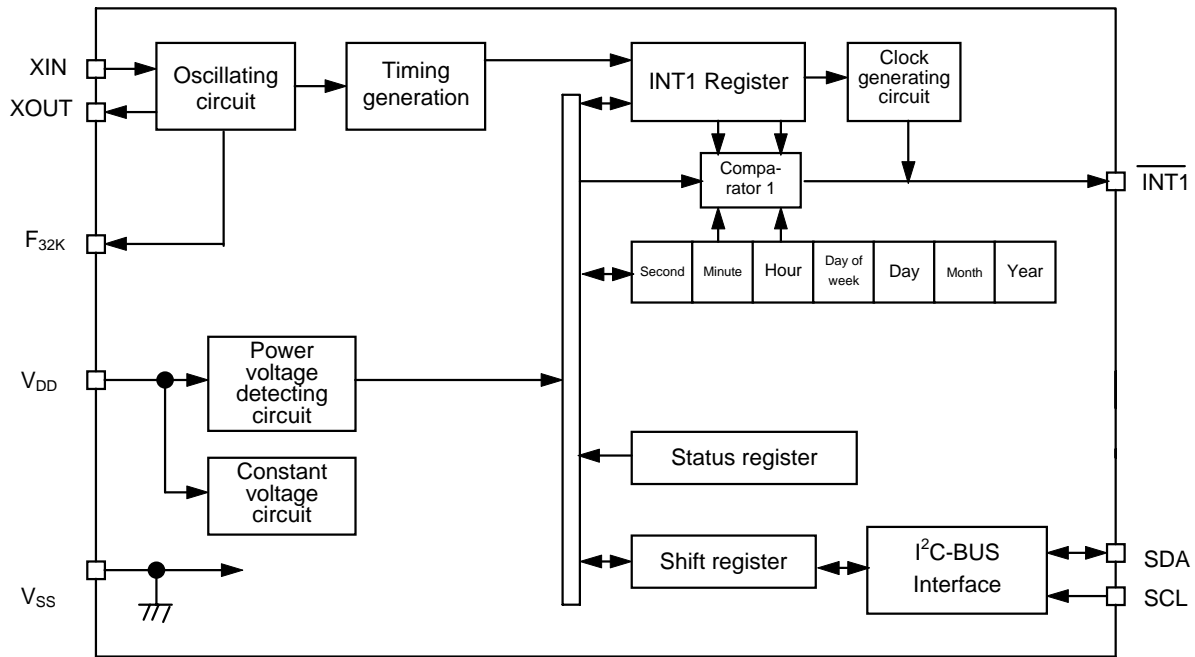 XIN
XOUT
Oscillating
circuit
Timing
generation
INT1 Register
Clock
generating
circuit
Compa-
rator 1
INT1
F32K
Second
Minute
Hour
Day of
week
Day
Month
Year
VDD
Power
voltage
detecting
circuit
Status register
Constant
voltage
circuit
Shift register
I²C-BUS
Interface
SDA
SCL
VSS